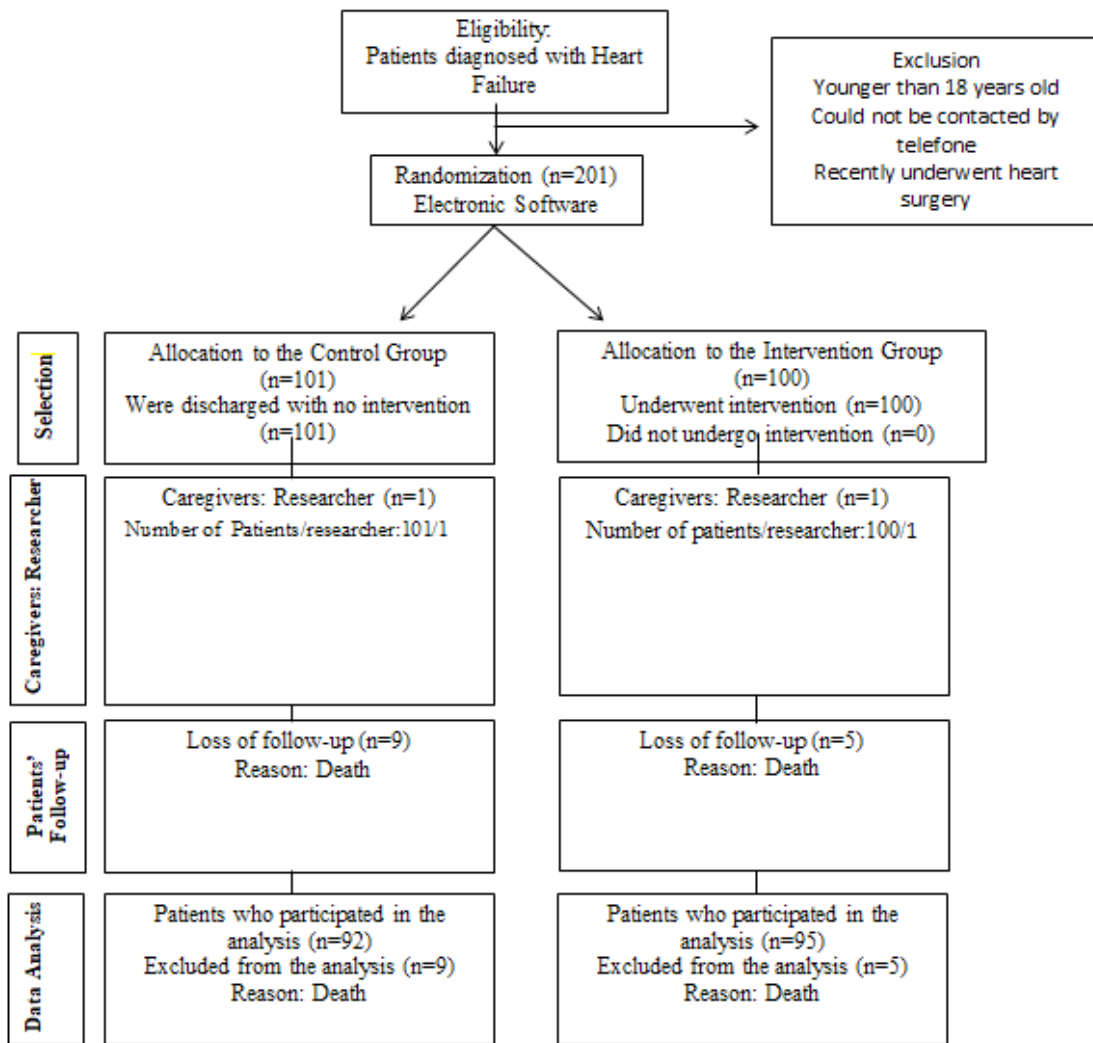 Eligibility:
Patients diagnosed with Heart
Failure
Exclusion
Younger than 18 years old
Could not be contacted by
telefone
Recently underwent heart
surgery
Randomization (n=201)
Electronic Software
Selection
Allocation to the Control Group
(n=101)
Were discharged with no intervention
(n=101)
Allocation to the Intervention Group
(n=100)
Underwent intervention (n=100)
Did not undergo intervention (n=0)
Caregivers: Researcher
Caregivers: Researcher (n=1)
Number of Patients/researcher:101/1
Caregivers: Researcher (n=1)
Number of patients/researcher:100/1
Patients'
Follow-up
Loss of follow-up (n=9)
Reason: Death
Loss of follow-up (n=5)
Reason: Death
Data Analysis
Patients who participated in the
analysis (n=92)
Excluded from the analysis (n=9)
Reason: Death
Patients who participated in the
analysis (n=95)
Excluded from the analysis (n=5)
Reason: Death